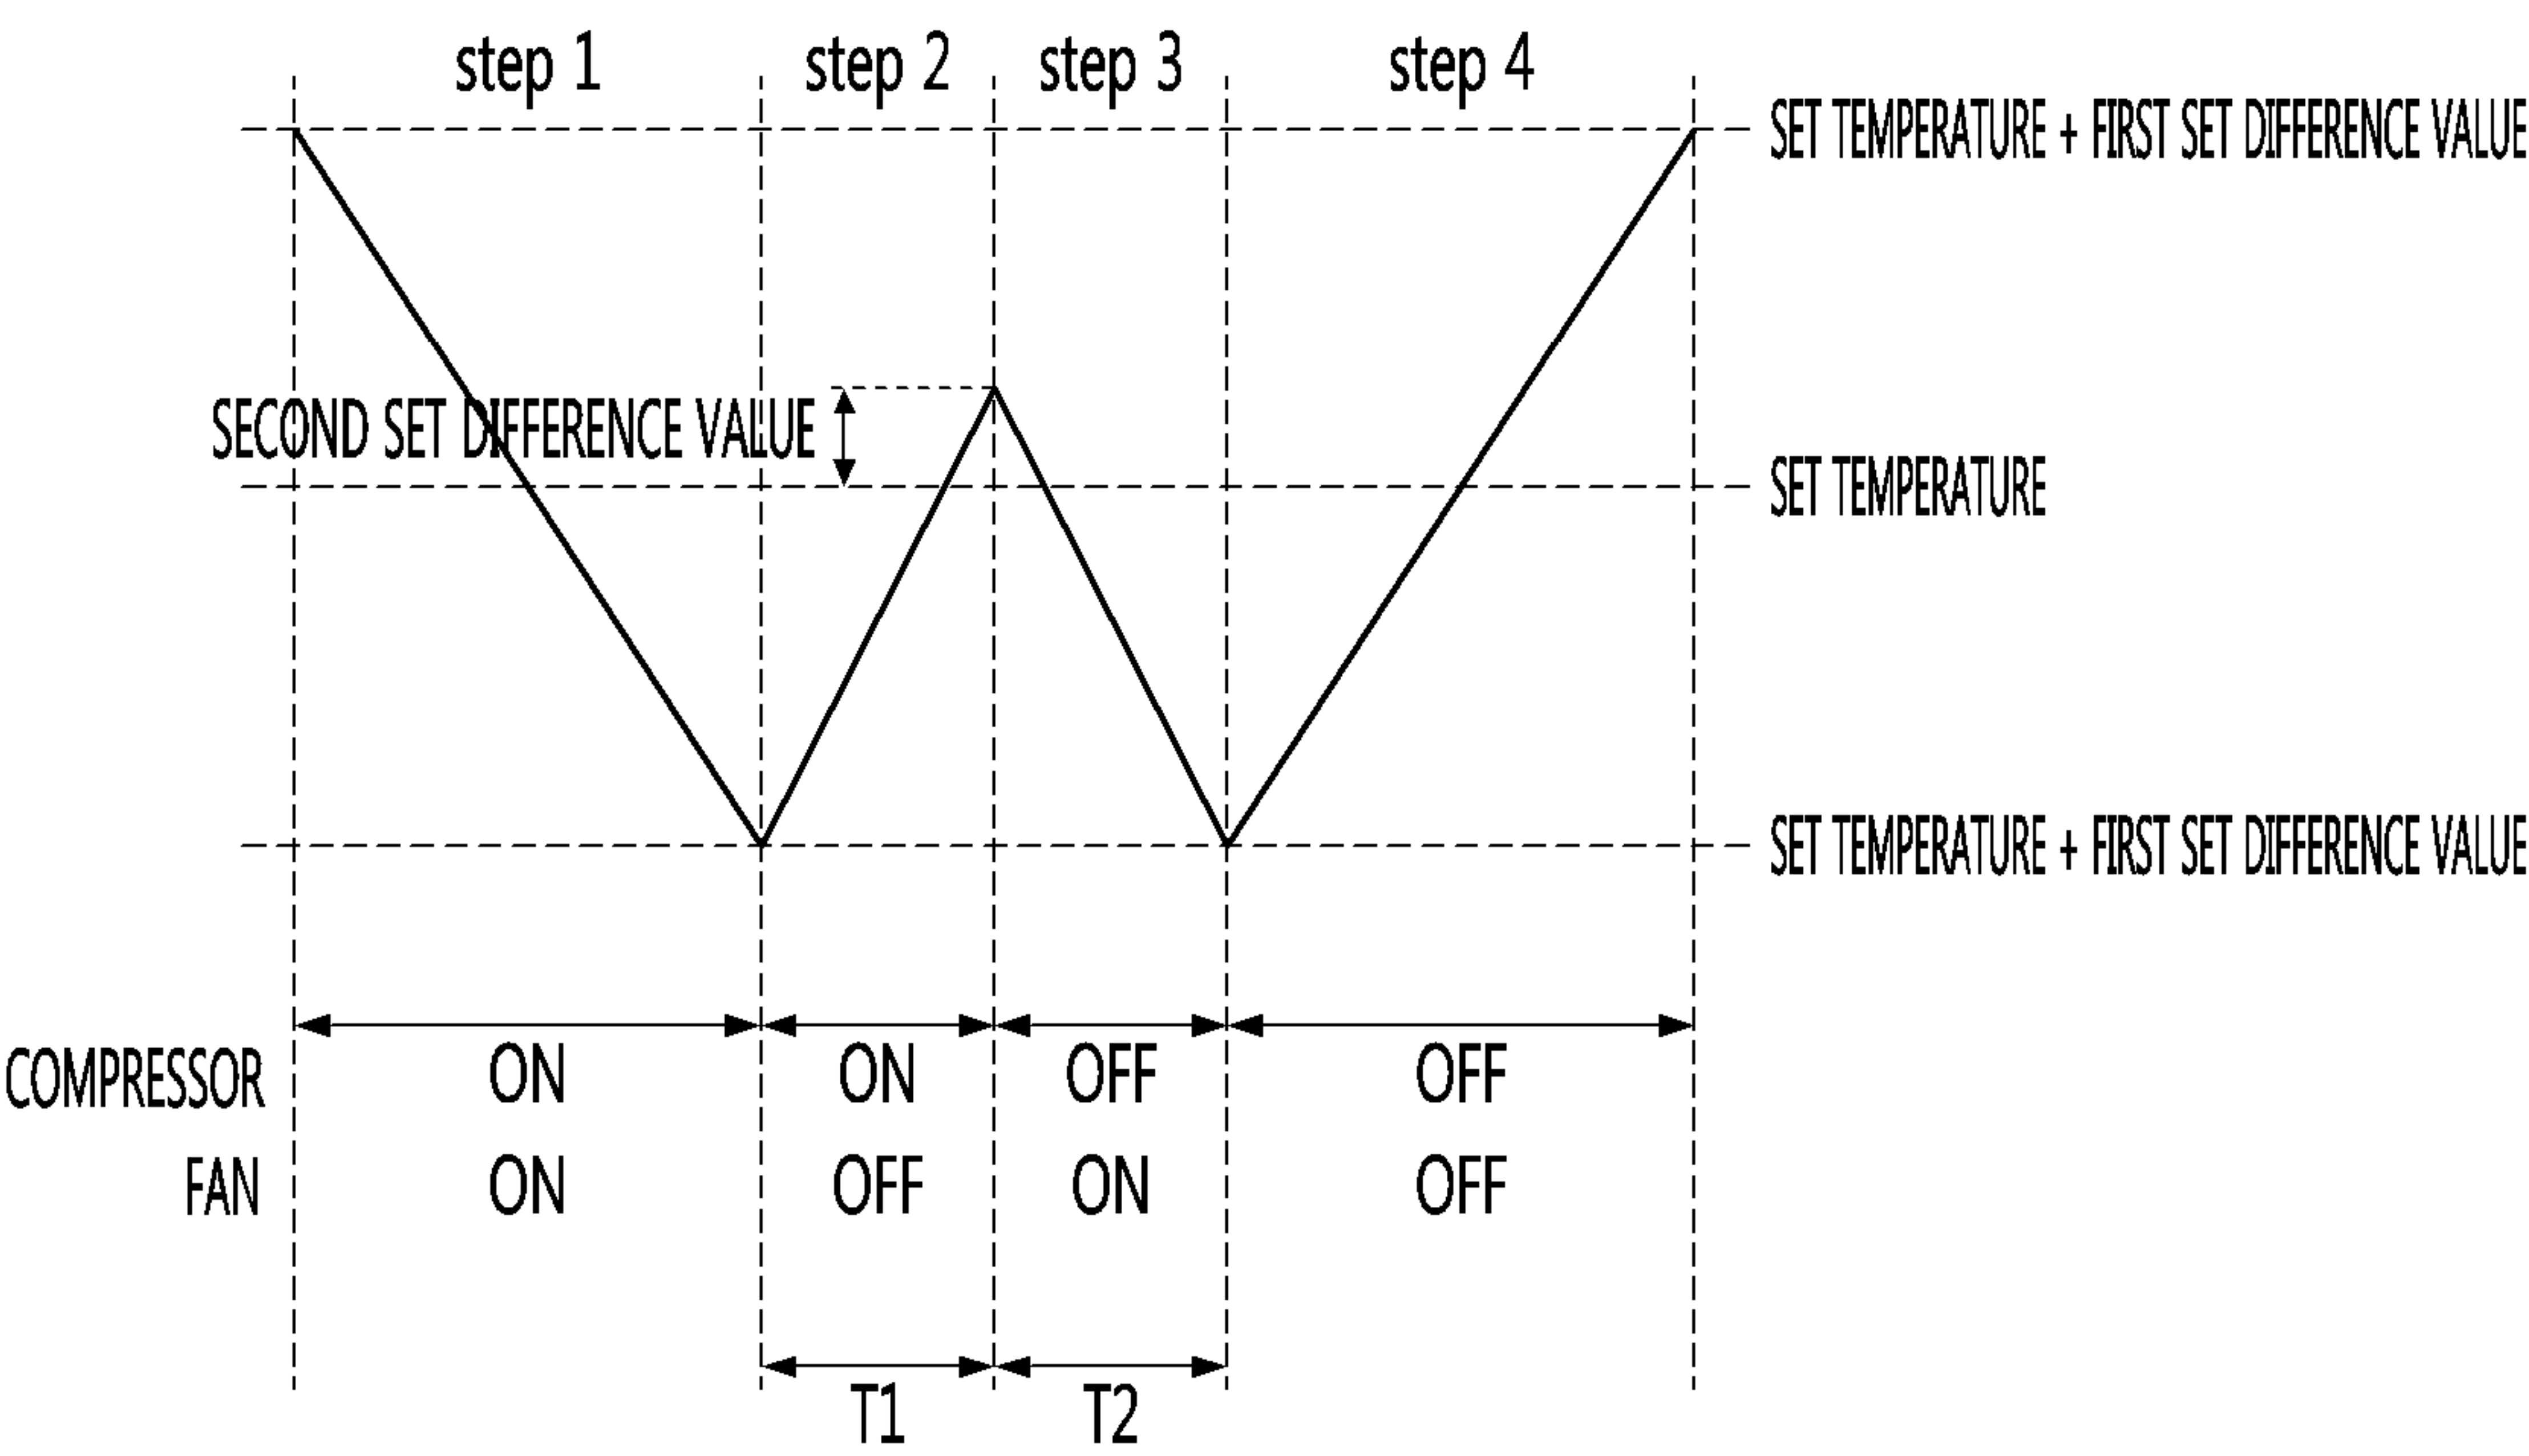 step 1 step 2 step 3 step 4
SET TEMPERATURE + FIRST SET DIFFERENCE VALUE
SECOND SET DIFFERENCE VALUE
SET TEMPERATURE
SET TEMPERATURE + FIRST SET DIFFERENCE VALUE
COMPRESSOR ON ON OFF OFF
FAN ON OFF ON OFF
T1 T2